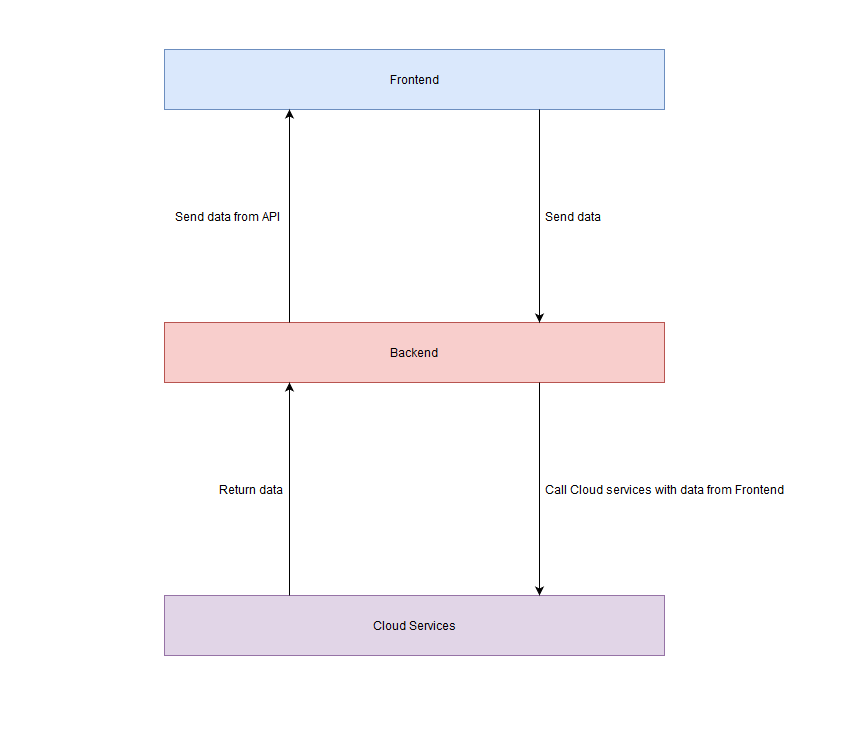 Frontend
Send data from API
Send data
Backend
Return data
Call Cloud services with data from Frontend
Cloud Services